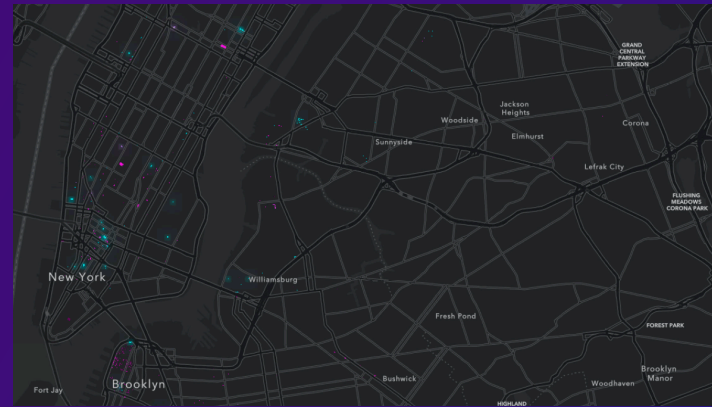 GRAND
CENTRAL
PARKWAY
EXTENSION
Jackson
Heights
Woodside
Corona
Elmhurst
Sunnyside
Lefrak City
FLUSHING
MEADOWS
CORONA PARK
New York
Williamsburg
Fresh Pond
FOREST PARK
Brooklyn
Manor
Bushwick
Woodhaven
Brooklyn
Fort Jay
HIGHLAND